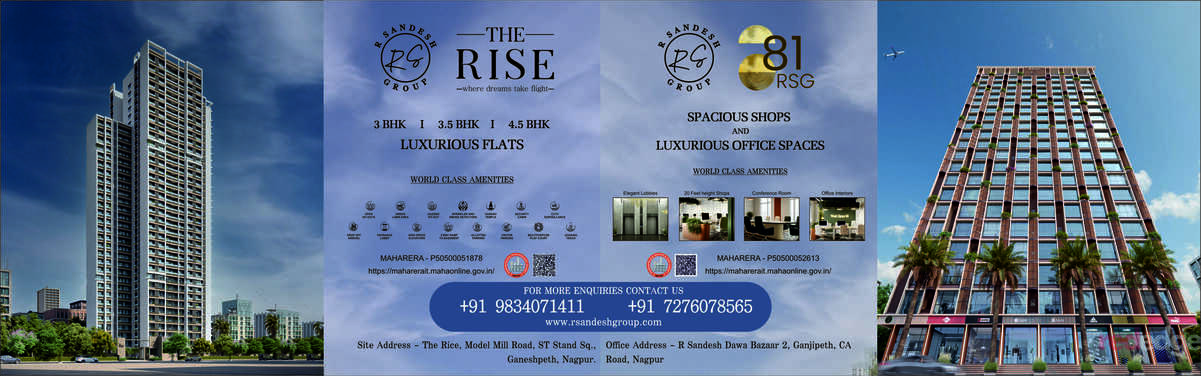 R SANDESH
RS
GROUP
THE
RISE
where dreams take flight
3 BHK I 3.5 BHK I 4.5 BHK
LUXURIOUS FLATS
WORLD CLASS AMENITIES
MAHARERA - P50500051878
https://maharerait.mahaonline.gov.in/
R SANDESH
RS
GROUP
81
RSG
SPACIOUS SHOPS
AND
LUXURIOUS OFFICE SPACES
WORLD CLASS AMENITIES
Elegant Lobbies 20 Feet height Shops Conference Room Office Interiors
MAHARERA - P50500052613
https://maharerait.mahaonline.gov.in/
FOR MORE ENQUIRIES CONTACT US
+91 9834071411 +91 7276078565
www.rsandeshgroup.com
Site Address - The Rice, Model Mill Road, ST Stand Sq.,
Ganeshpeth, Nagpur.
Office Address - R Sandesh Dawa Bazaar 2, Ganjipeth, CA
Road, Nagpur